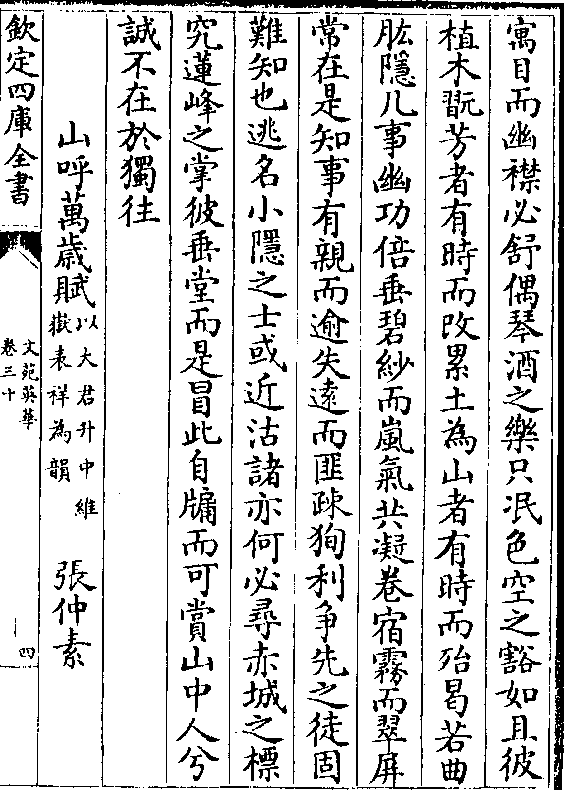 寓目而幽襟必舒偶琴酒之樂只泯色空之豁如且彼
植木翫芳者有時而改累土為山者有時而殆曷若曲
肱隱几事幽功倍垂碧紗而嵐氣共凝卷宿霧而翠屏
常在是知事有親而逾失逺而匪疎狥利争先之徒固
難知也逃名小隱之士或近沽諸亦何必尋赤城之標
究蓮峰之掌彼垂堂而是冒此自牖而可賞山中人兮
誠不在於獨往
山呼萬歳賦以大君升中維嶽表祥為韻 張仲素
欽定四庫全書 文苑英華 卷三十 四